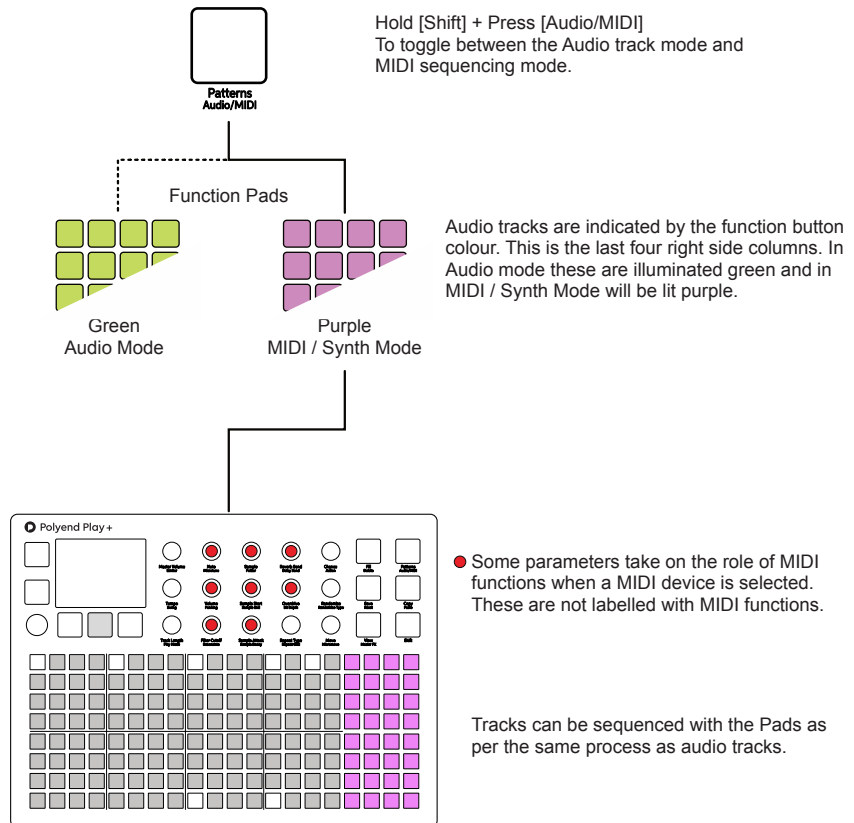 Hold [Shift] + Press [Audio/MIDI]
To toggle between the Audio track mode and
MIDI sequencing mode.
Patterns
Audio/MIDI
Function Pads
Audio tracks are indicated by the function button
colour. This is the last four right side columns. In
Audio mode these are illuminated green and in
MIDI / Synth Mode will be lit purple.
Green
Audio Mode
Purple
MIDI / Synth Mode
Polyend Play+
Some parameters take on the role of MIDI
functions when a MIDI device is selected.
These are not labelled with MIDI functions.
Tracks can be sequenced with the Pads as
per the same process as audio tracks.